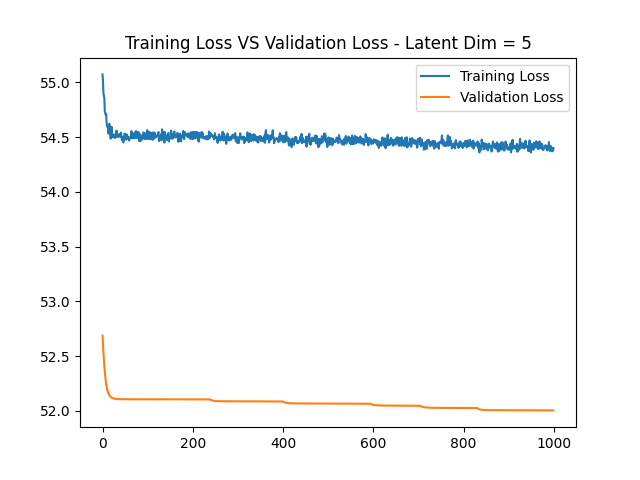 Training Loss VS Validation Loss - Latent Dim = 5
Training Loss
Validation Loss
55.0
54.5
54.0
53.5
53.0
52.5
52.0
0 200 400 600 800 1000